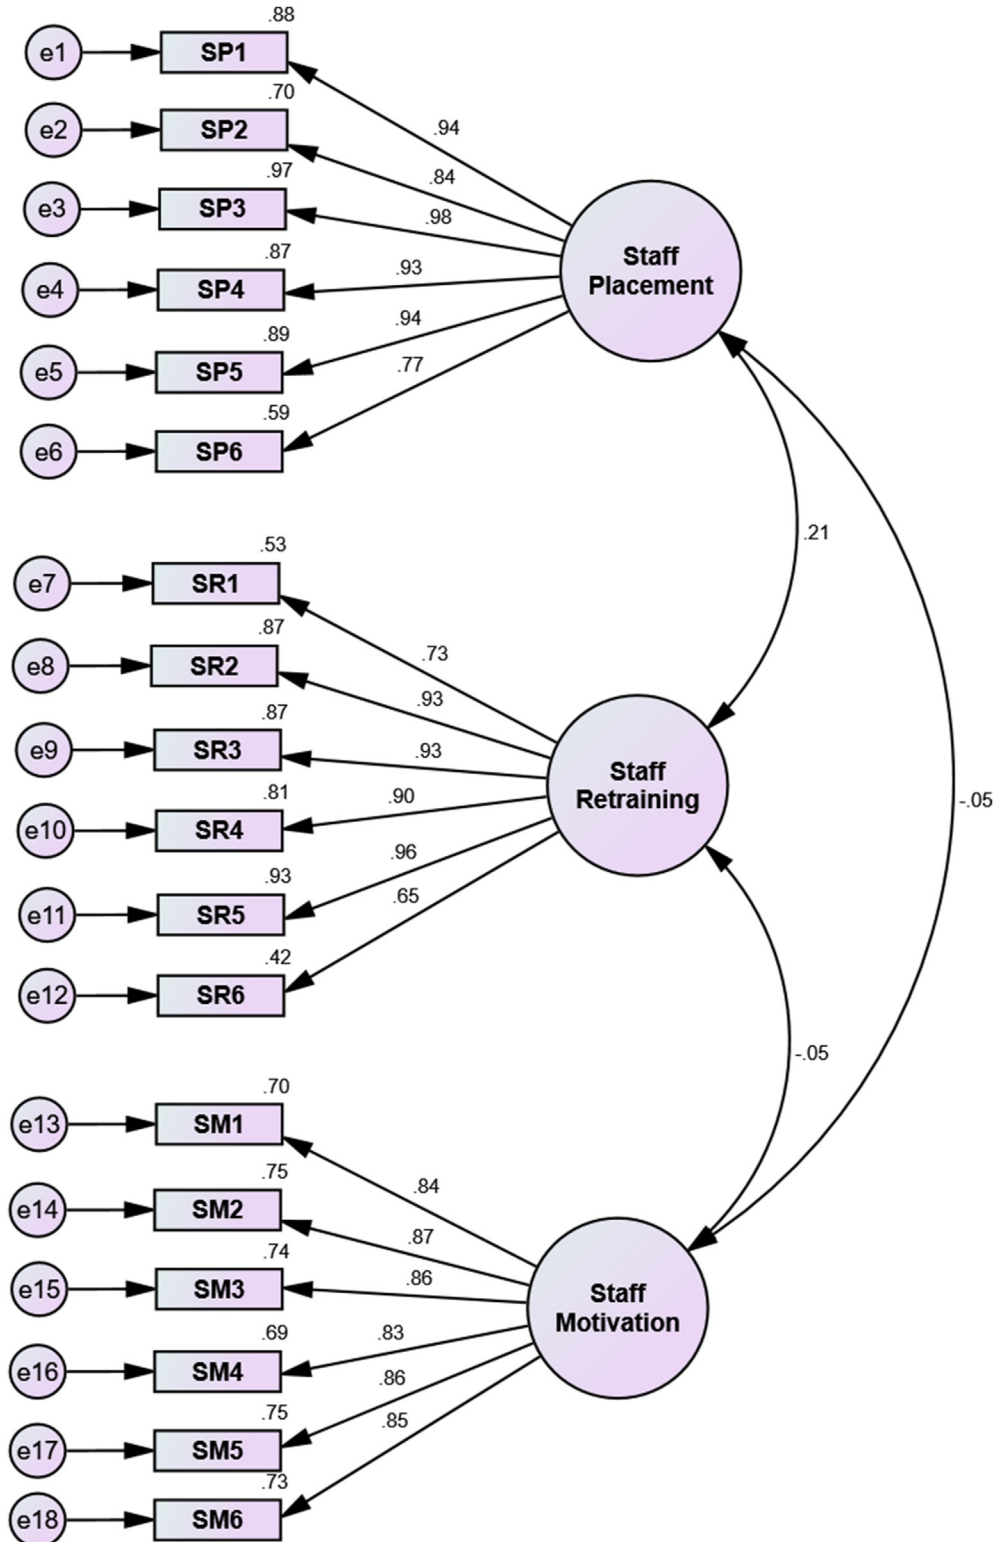 .88
e1
SP1
.94
.70
e2
SP2
.84
.97
e3
SP3
.98
.87
e4
SP4
.93
.89
e5
SP5
.94
.59
e6
SP6
.77
Staff
Placement
.21
.53
e7
SR1
.73
.87
e8
SR2
.93
.87
e9
SR3
.93
.81
e10
SR4
.90
.93
e11
SR5
.96
.42
e12
SR6
.65
Staff
Retraining
-.05
-.05
.70
e13
SM1
.84
.75
e14
SM2
.87
.74
e15
SM3
.86
.69
e16
SM4
.83
.75
e17
SM5
.86
.73
e18
SM6
.85
Staff
Motivation